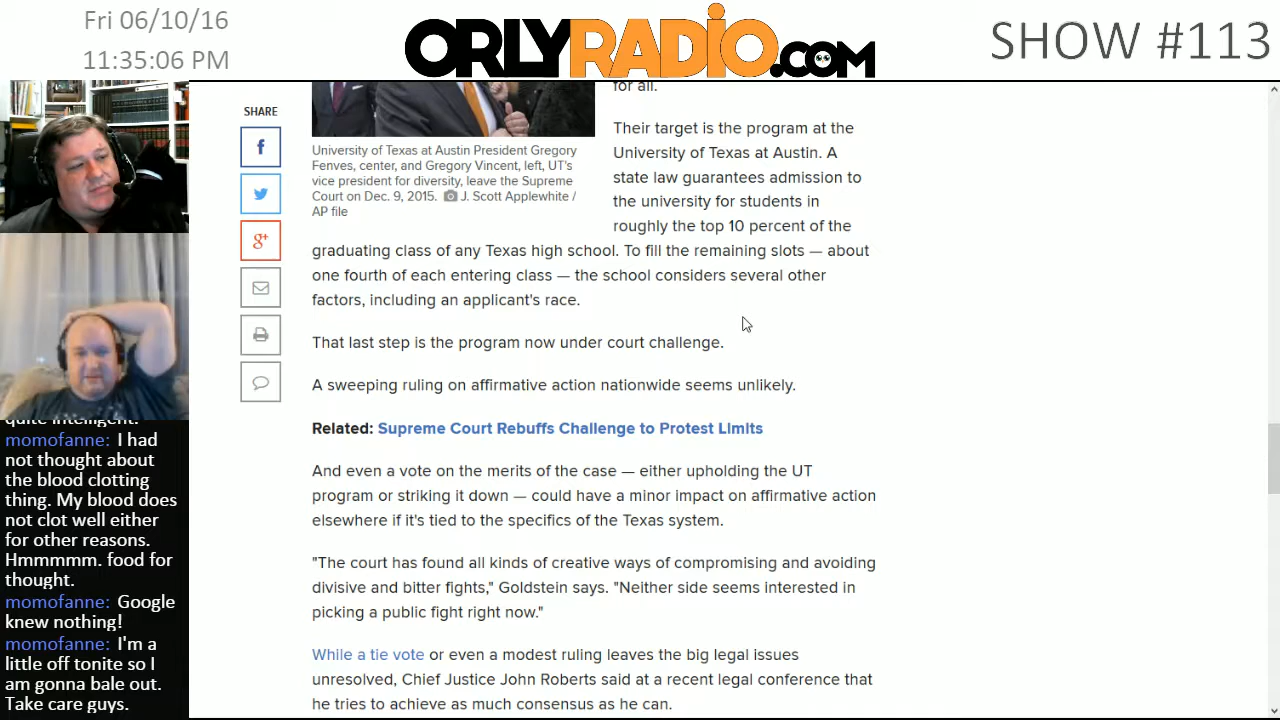 Fri 06/10/16
11:35:06 PM
ORLYRADiO.COM
SHOW #113
SHARE
f
g+
for all.
Their target is the program at the
University of Texas at Austin. A
state law guarantees admission to
the university for students in
roughly the top 10 percent of the
University of Texas at Austin President Gregory
Fenves, center, and Gregory Vincent, left, UT's
vice president for diversity, leave the Supreme
Court on Dec. 9, 2015. J. Scott Applewhite /
AP file
graduating class of any Texas high school. To fill the remaining slots — about
one fourth of each entering class — the school considers several other
factors, including an applicant's race.
That last step is the program now under court challenge.
A sweeping ruling on affirmative action nationwide seems unlikely.
Related: Supreme Court Rebuffs Challenge to Protest Limits
And even a vote on the merits of the case — either upholding the UT
program or striking it down — could have a minor impact on affirmative action
elsewhere if it's tied to the specifics of the Texas system.
"The court has found all kinds of creative ways of compromising and avoiding
divisive and bitter fights," Goldstein says. "Neither side seems interested in
picking a public fight right now."
While a tie vote or even a modest ruling leaves the big legal issues
unresolved, Chief Justice John Roberts said at a recent legal conference that
he tries to achieve as much consensus as he can.
quite intelligent.
momofanne: I had
not thought about
the blood clotting
thing. My blood does
not clot well either
for other reasons.
Hmmmmm. food for
thought.
momofanne: Google
knew nothing!
momofanne: I'm a
little off tonite so I
am gonna bale out.
Take care guys.